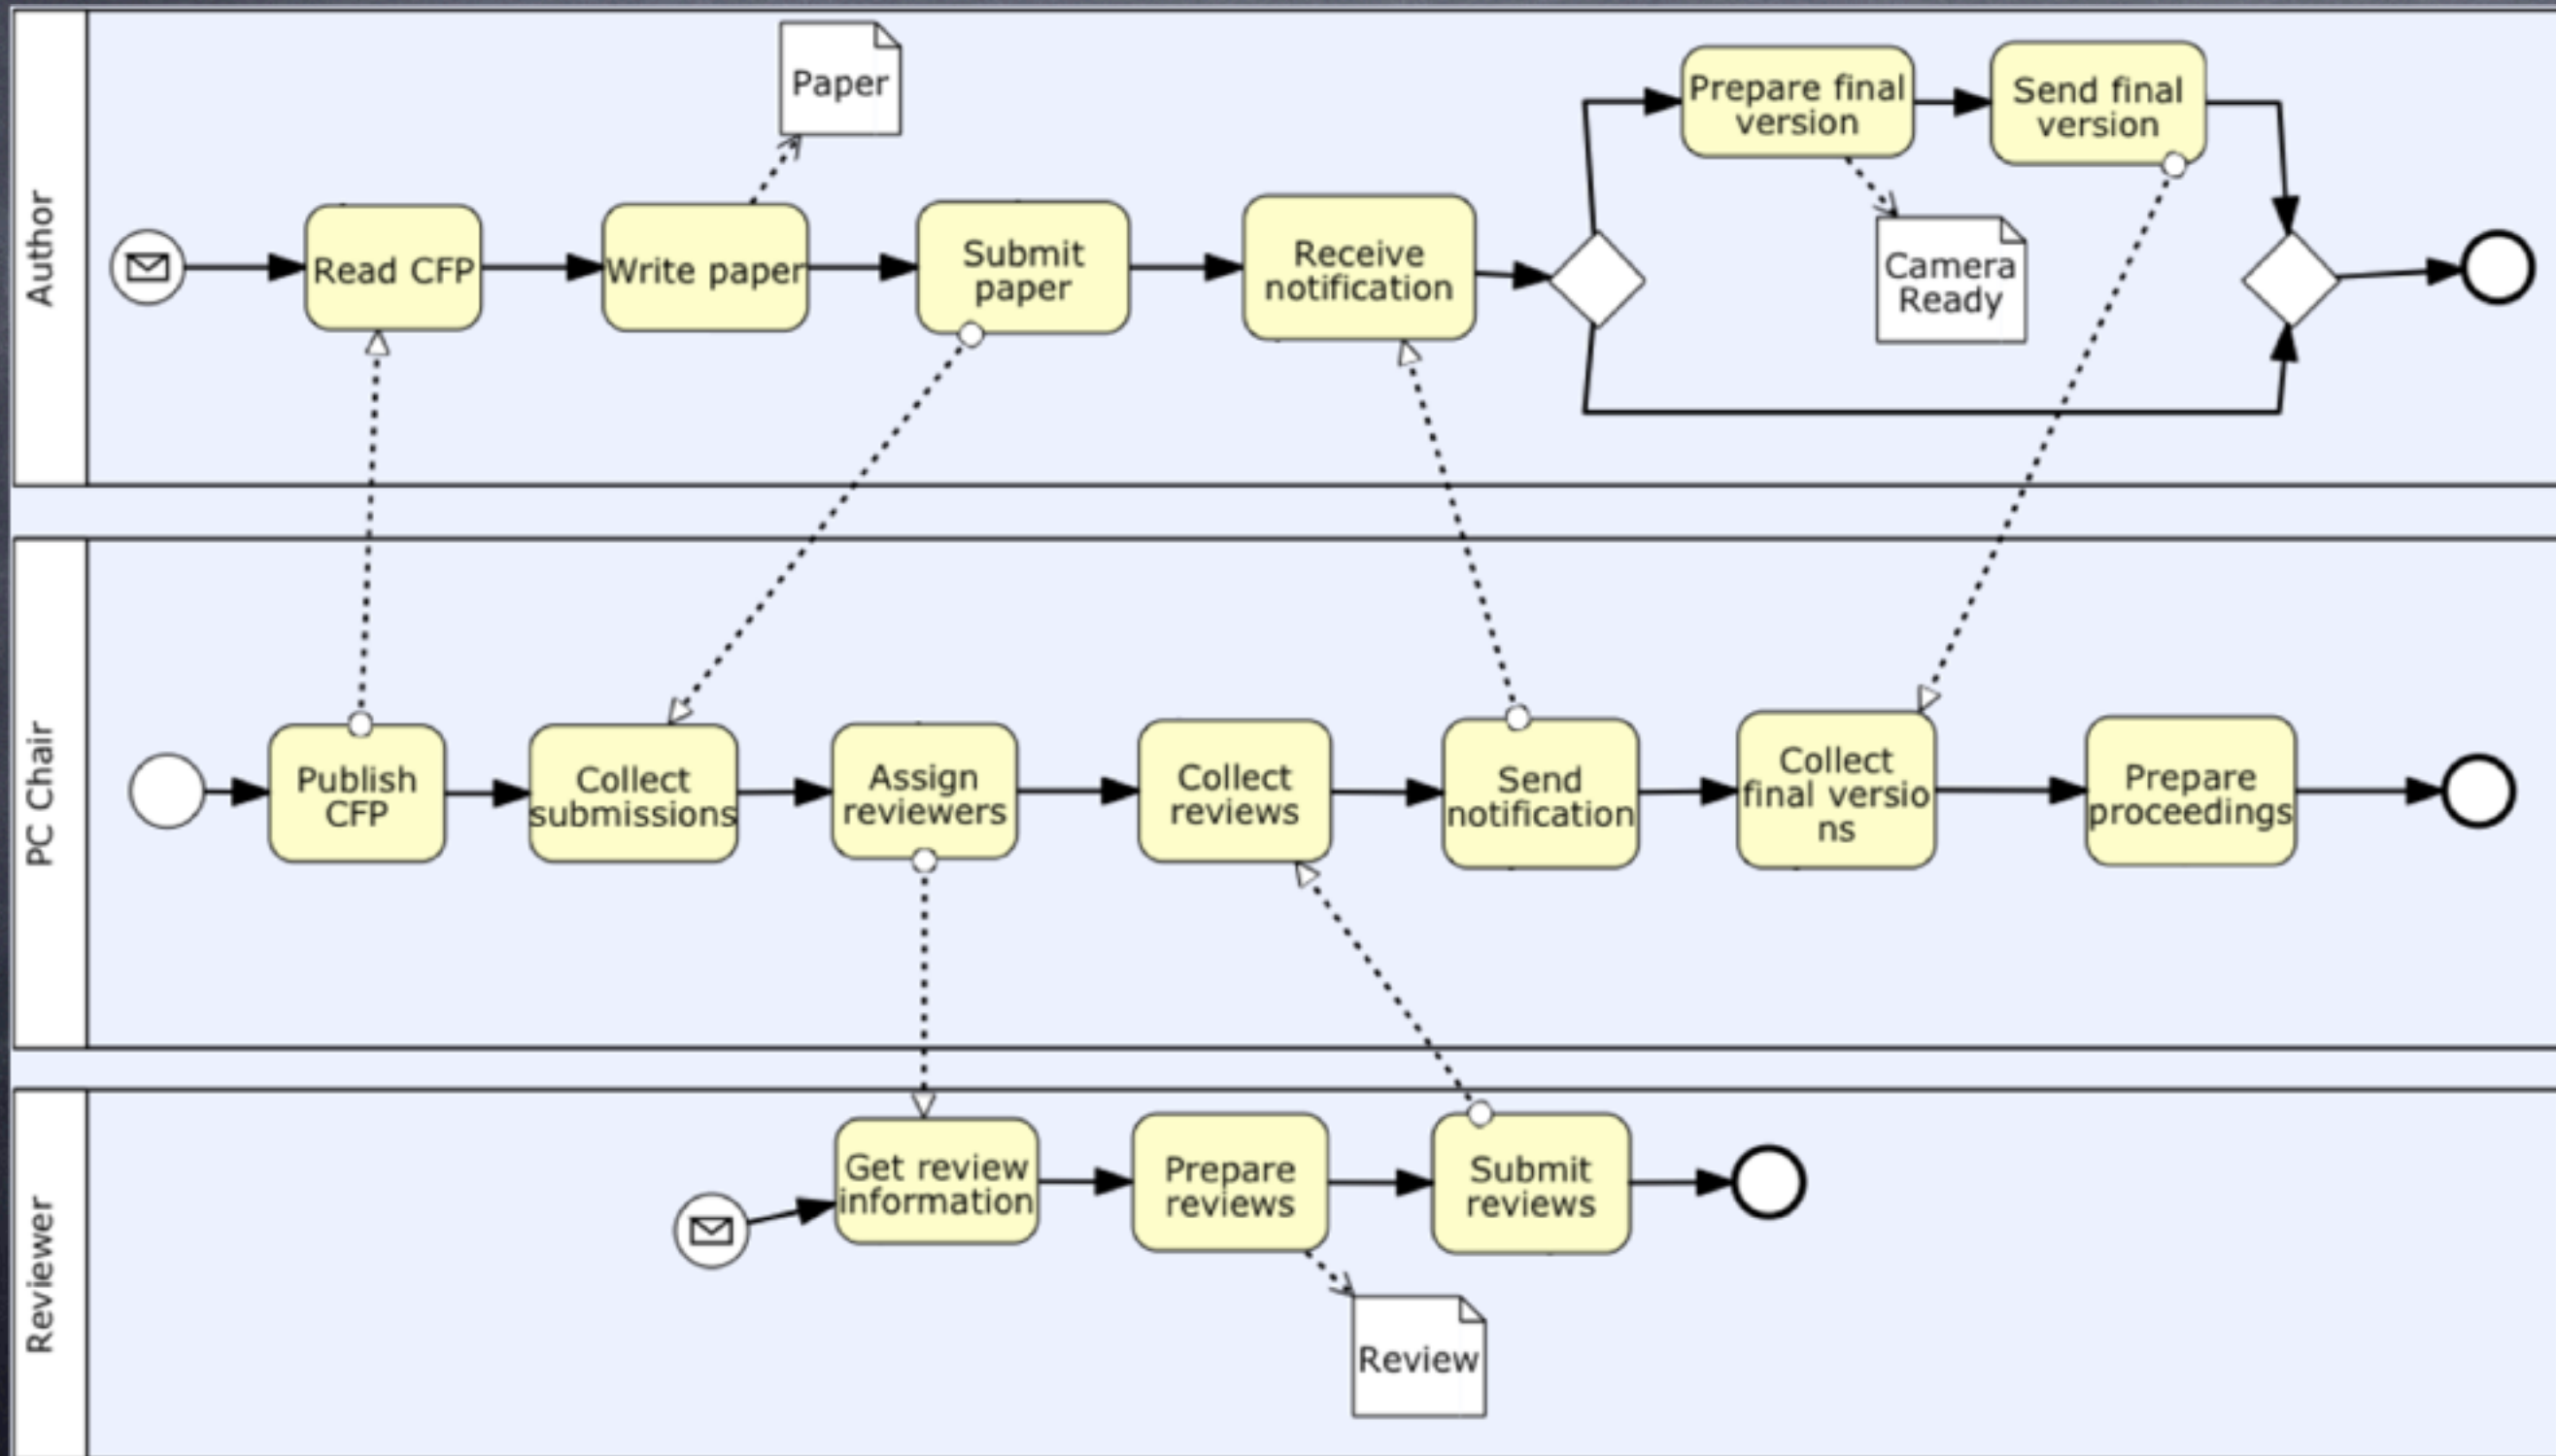 Author
Paper
Prepare final
version
Send final
version
Read CFP
Write paper
Submit
paper
Receive
notification
Camera
Ready
PC Chair
Publish
CFP
Collect
submissions
Assign
reviewers
Collect
reviews
Send
notification
Collect
final versio
ns
Prepare
proceedings
Reviewer
Get review
information
Prepare
reviews
Submit
reviews
Review